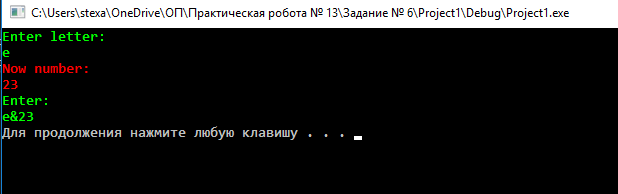 C:\Users\stexa\OneDrive\ОП\Практическая робота № 13\Задание № 6\Project1\Debug\Project1.exe
Enter letter:
e
Now number:
23
Enter:
e&23
Для продолжения нажмите любую клавишу . . .